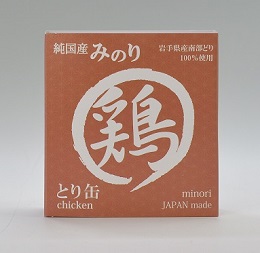 純国産 みのり
岩手県産南部どり
100%使用
鶏
とり缶
chicken
minori
JAPAN made